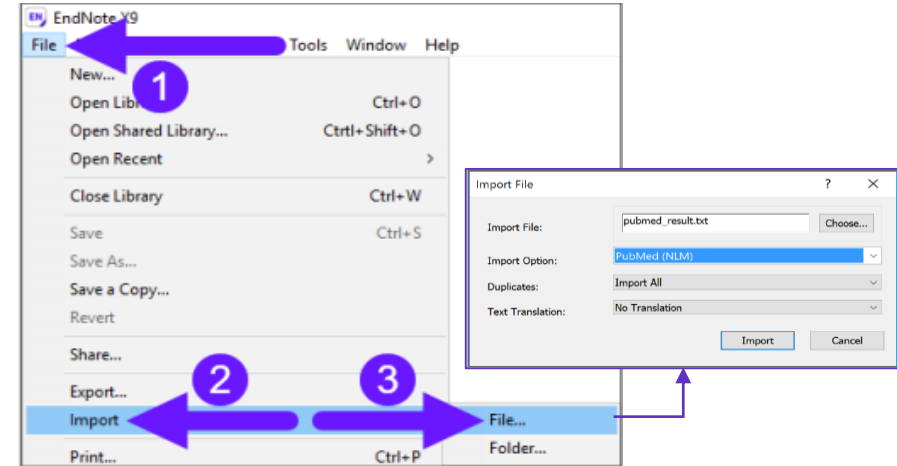 EN EndNote X9
File Tools Window Help
1
New...
Open Lib
Ctrl+O
Open Shared Library...
Ctrtl+Shift+O
Open Recent
Close Library
Ctrl+W
Save
Ctrl+S
Save As...
Save a Copy...
Revert
Share...
Export...
2
3
Import
File...
Folder...
Print...
Ctrl+P
Import File
?
Import File:
pubmed_result.txt
Choose...
Import Option:
PubMed (NLM)
Duplicates:
Import All
Text Translation:
No Translation
Import
Cancel